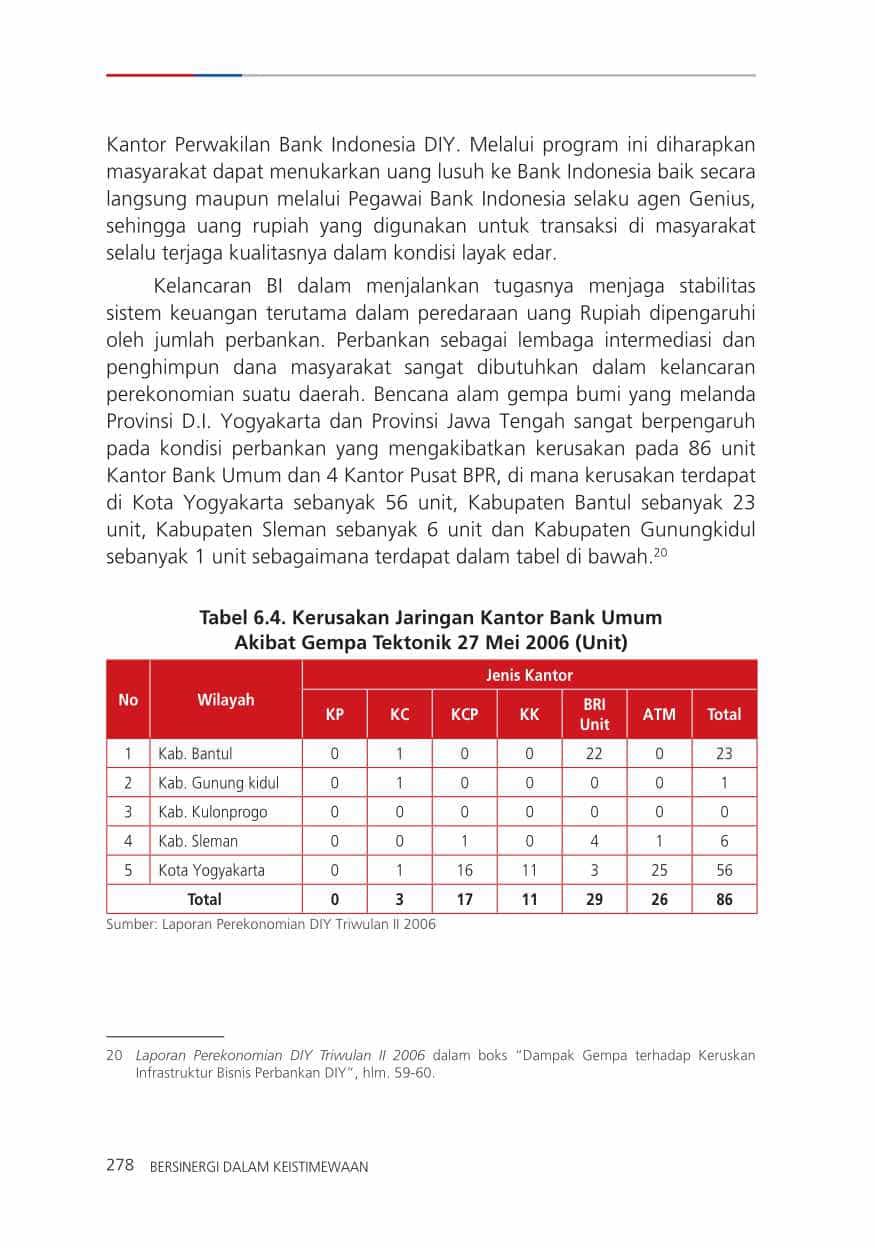 Kantor Perwakilan Bank Indonesia DIY. Melalui program ini diharapkan
masyarakat dapat menukarkan uang lusuh ke Bank Indonesia baik secara
langsung maupun melalui Pegawai Bank Indonesia selaku agen Genius,
sehingga uang rupiah yang digunakan untuk transaksi di masyarakat
selalu terjaga kualitasnya dalam kondisi layak edar.
Kelancaran BI dalam menjalankan tugasnya menjaga stabilitas
sistem keuangan terutama dalam peredaraan uang Rupiah dipengaruhi
oleh jumlah perbankan. Perbankan sebagai lembaga intermediasi dan
penghimpun dana masyarakat sangat dibutuhkan dalam kelancaran
perekonomian suatu daerah. Bencana alam gempa bumi yang melanda
Provinsi D.I. Yogyakarta dan Provinsi Jawa Tengah sangat berpengaruh
pada kondisi perbankan yang mengakibatkan kerusakan pada 86 unit
Kantor Bank Umum dan 4 Kantor Pusat BPR, di mana kerusakan terdapat
di Kota Yogyakarta sebanyak 56 unit, Kabupaten Bantul sebanyak 23
unit, Kabupaten Sleman sebanyak 6 unit dan Kabupaten Gunungkidul
sebanyak 1 unit sebagaimana terdapat dalam tabel di bawah.20
Tabel 6.4. Kerusakan Jaringan Kantor Bank Umum
Akibat Gempa Tektonik 27 Mei 2006 (Unit)
No Wilayah Jenis Kantor
KP KC KCP KK BRI Unit ATM Total
1 Kab. Bantul 0 1 0 0 22 0 23
2 Kab. Gunung kidul 0 1 0 0 0 0 1
3 Kab. Kulonprogo 0 0 0 0 0 0 0
4 Kab. Sleman 0 0 1 0 4 1 6
5 Kota Yogyakarta 0 1 16 11 3 25 56
Total 0 3 17 11 29 26 86
Sumber: Laporan Perekonomian DIY Triwulan II 2006
20 Laporan Perekonomian DIY Triwulan II 2006 dalam boks “Dampak Gempa terhadap Keruskan
Infrastruktur Bisnis Perbankan DIY”, hlm. 59-60.
278 BERSINERGI DALAM KEISTIMEWAAN